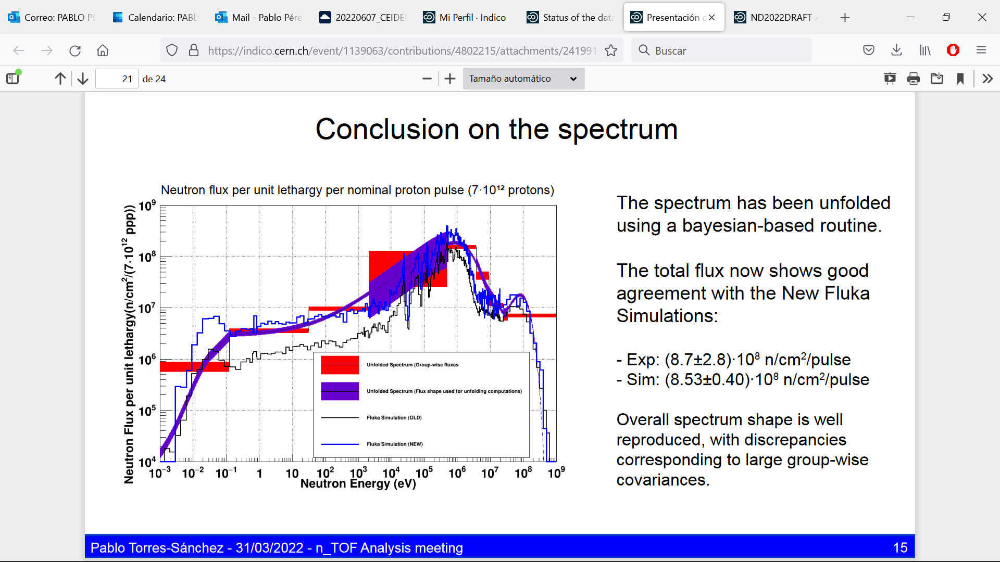 Correo: PABLO PE
Calendario: PABL
Mail - Pablo Pére
20220607_CEIDEN
Mi Perfil · Indico
Status of the data
Presentación d
ND2022DRAFT -
https://indico.cern.ch/event/1139063/contributions/4802215/attachments/241991
Buscar
21 de 24
Tamaño automático
Conclusion on the spectrum
Neutron flux per unit lethargy per nominal proton pulse (7·10¹² protons)
Neutron Flux per unit lethargy(n/cm²/(7·10¹² ppp))
10⁹
10⁸
10⁷
10⁶
10⁵
10⁴
Unfolded Spectrum (Group-wise fluxes
Unfolded Spectrum (Flux shape used for unfolding computations)
Fluka Simulation (OLD)
Fluka Simulation (NEW)
10⁻³ 10⁻² 10⁻¹ 1 10 10² 10³ 10⁴ 10⁵ 10⁶ 10⁷ 10⁸ 10⁹
Neutron Energy (eV)
The spectrum has been unfolded
using a bayesian-based routine.
The total flux now shows good
agreement with the New Fluka
Simulations:
- Exp: (8.7±2.8)·10⁸ n/cm²/pulse
- Sim: (8.53±0.40)·10⁸ n/cm²/pulse
Overall spectrum shape is well
reproduced, with discrepancies
corresponding to large group-wise
covariances.
Pablo Torres-Sánchez - 31/03/2022 - n_TOF Analysis meeting
15